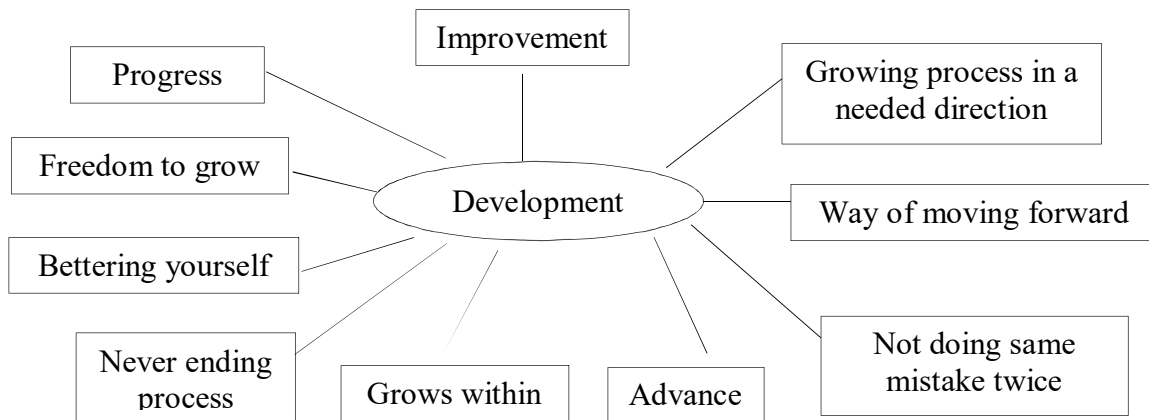 Improvement
Progress
Growing process in a
needed direction
Freedom to grow
Development
Way of moving forward
Bettering yourself
Never ending
process
Grows within
Advance
Not doing same
mistake twice